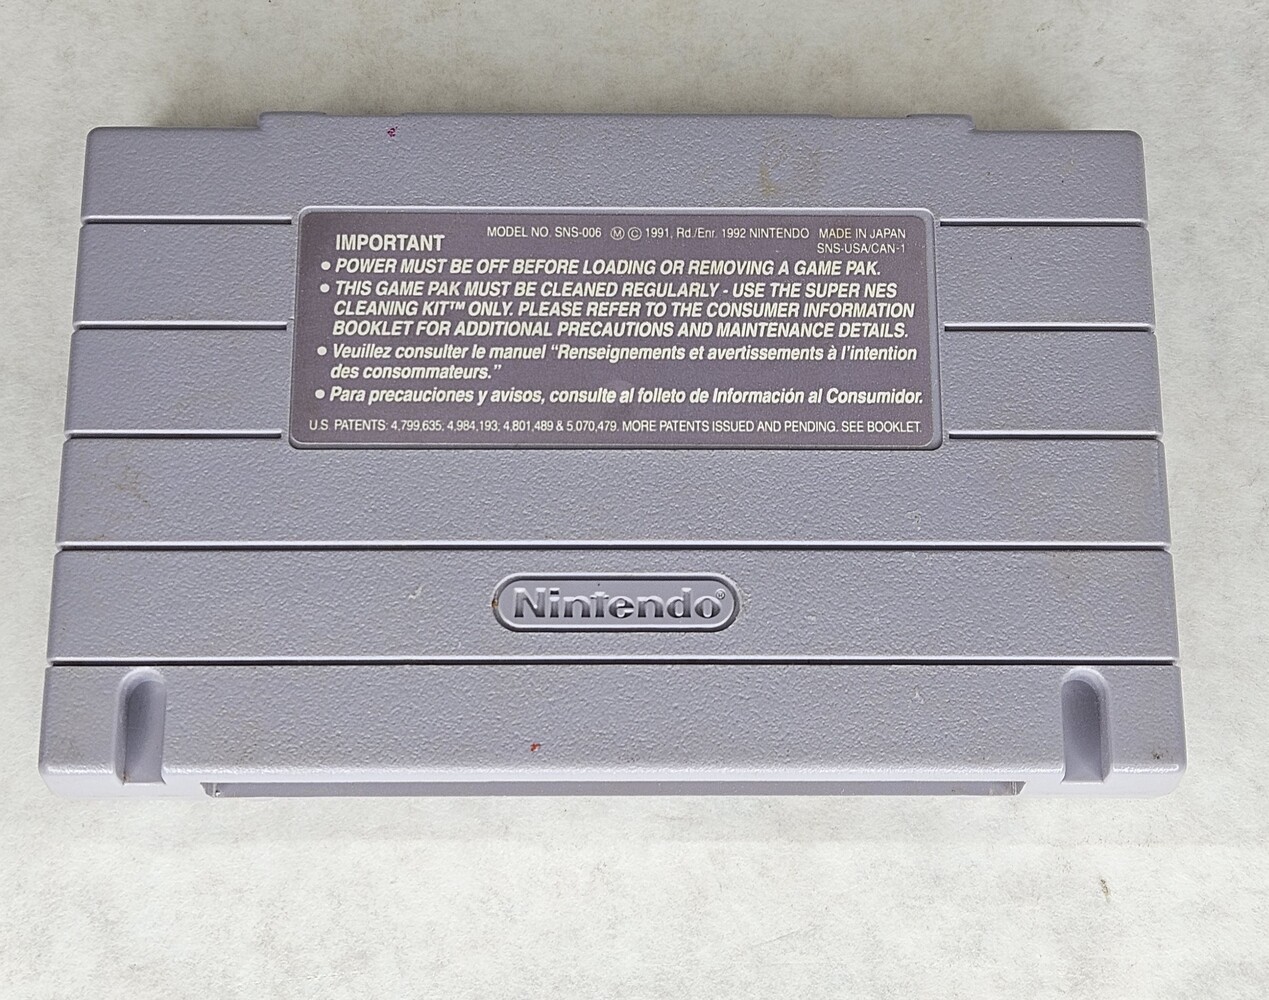 IMPORTANT
MODEL NO. SNS-006 Ⓜ © 1991, Rd./Enr. 1992 NINTENDO MADE IN JAPAN
SNS-USA/CAN-1
● POWER MUST BE OFF BEFORE LOADING OR REMOVING A GAME PAK.
● THIS GAME PAK MUST BE CLEANED REGULARLY - USE THE SUPER NES
CLEANING KIT™ ONLY. PLEASE REFER TO THE CONSUMER INFORMATION
BOOKLET FOR ADDITIONAL PRECAUTIONS AND MAINTENANCE DETAILS.
● Veuillez consulter le manuel “Renseignements et avertissements à l'intention
des consommateurs.”
● Para precauciones y avisos, consulte al folleto de Información al Consumidor.
U.S. PATENTS: 4,799,635; 4,984,193; 4,801,489 & 5,070,479. MORE PATENTS ISSUED AND PENDING. SEE BOOKLET.
Nintendo®